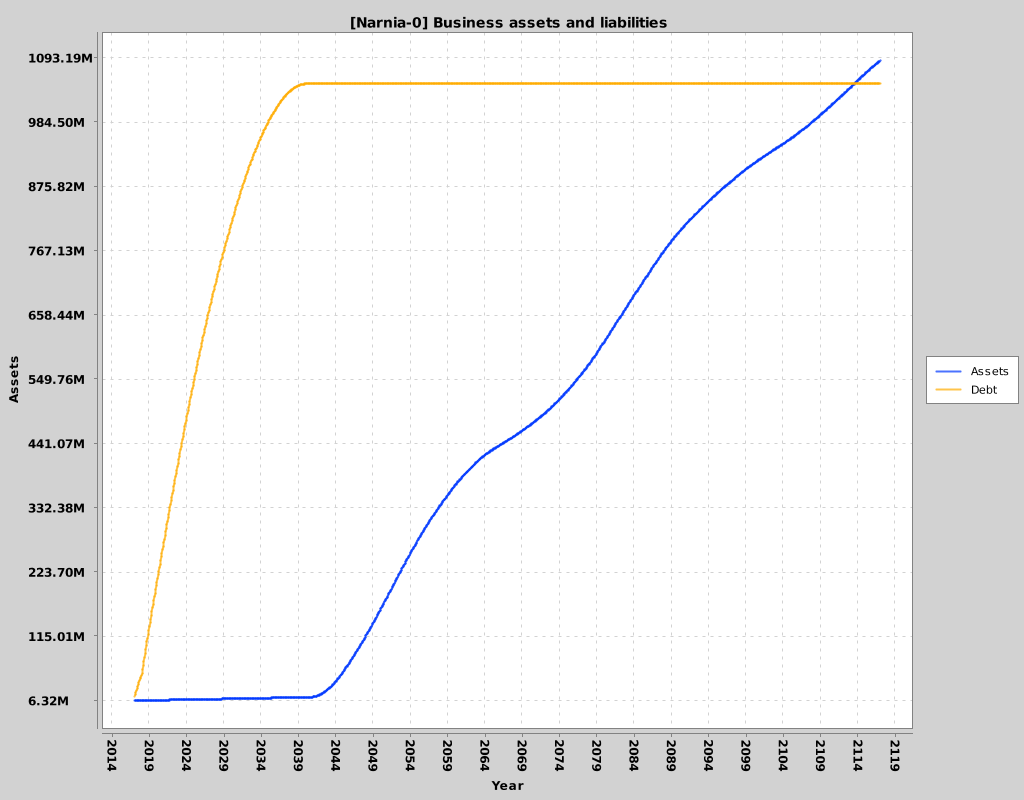 [Narnia-0] Business assets and liabilities
1093.19M
984.50M
875.82M
767.13M
658.44M
549.76M
441.07M
332.38M
223.70M
115.01M
6.32M
Assets
Assets
Debt
2014 2019 2024 2029 2034 2039 2044 2049 2054 2059 2064 2069 2074 2079 2084 2089 2094 2099 2104 2109 2114 2119
Year